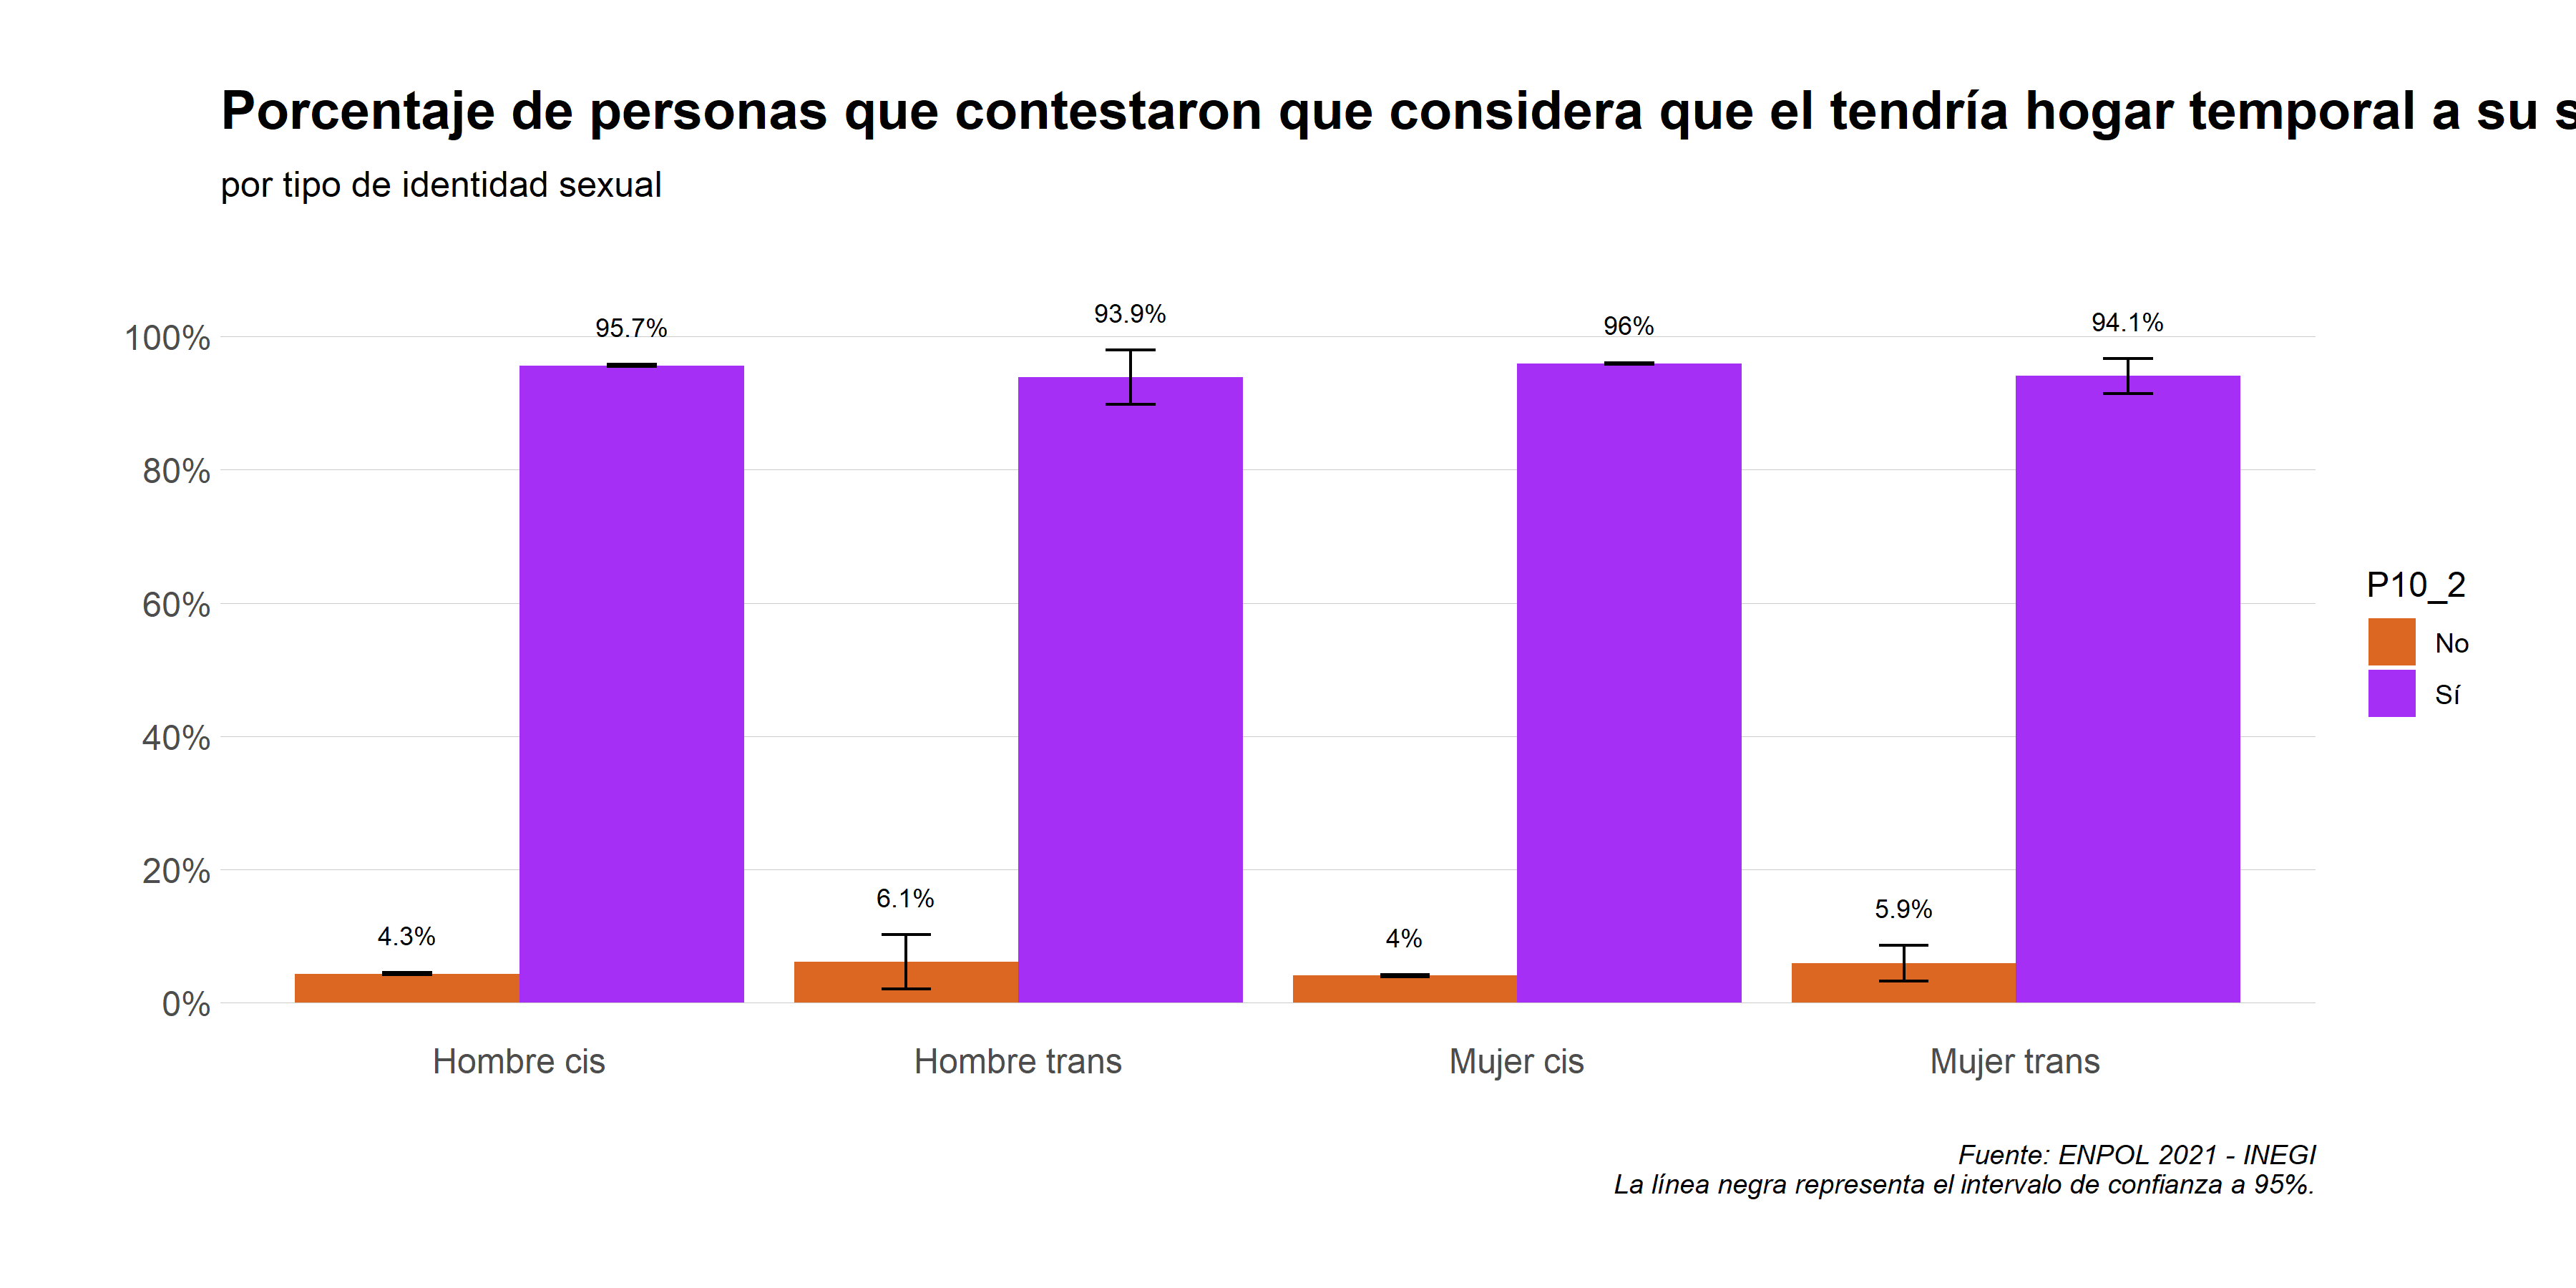 Porcentaje de personas que contestaron que considera que el tendría hogar temporal a su s
por tipo de identidad sexual
100%
80%
60%
40%
20%
0%
4.3%
95.7%
6.1%
93.9%
4%
96%
5.9%
94.1%
Hombre cis
Hombre trans
Mujer cis
Mujer trans
P10_2
No
Sí
Fuente: ENPOL 2021 - INEGI
La línea negra representa el intervalo de confianza a 95%.